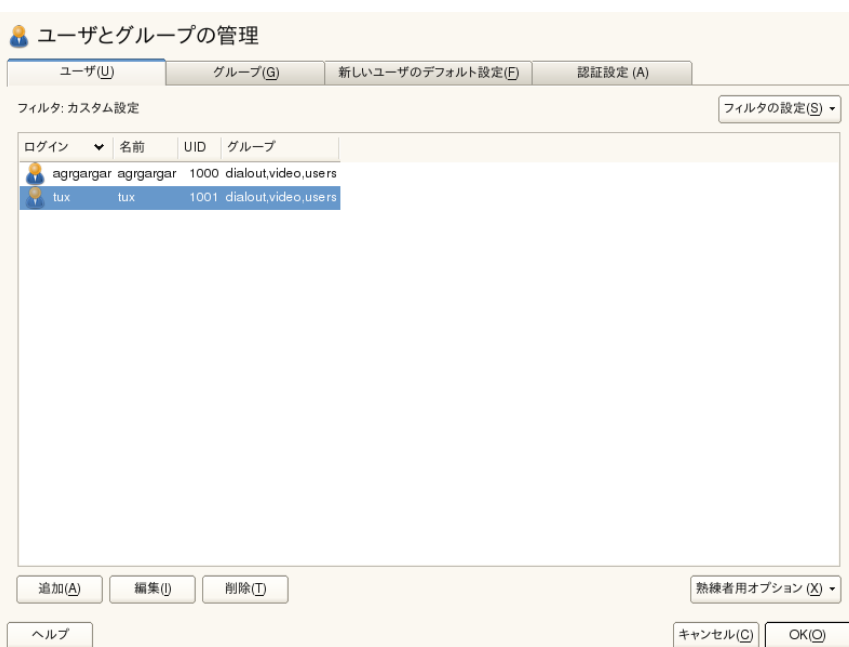 ユーザとグループの管理
ユーザ(U) グループ(G) 新しいユーザのデフォルト設定(F) 認証設定 (A)
フィルタ: カスタム設定 フィルタの設定(S)
ログイン 名前 UID グループ
agrgargar agrgargar 1000 dialout,video,users
tux tux 1001 dialout,video,users
追加(A) 編集(I) 削除(T) 熟練者用オプション (X)
ヘルプ キャンセル(C) OK(O)